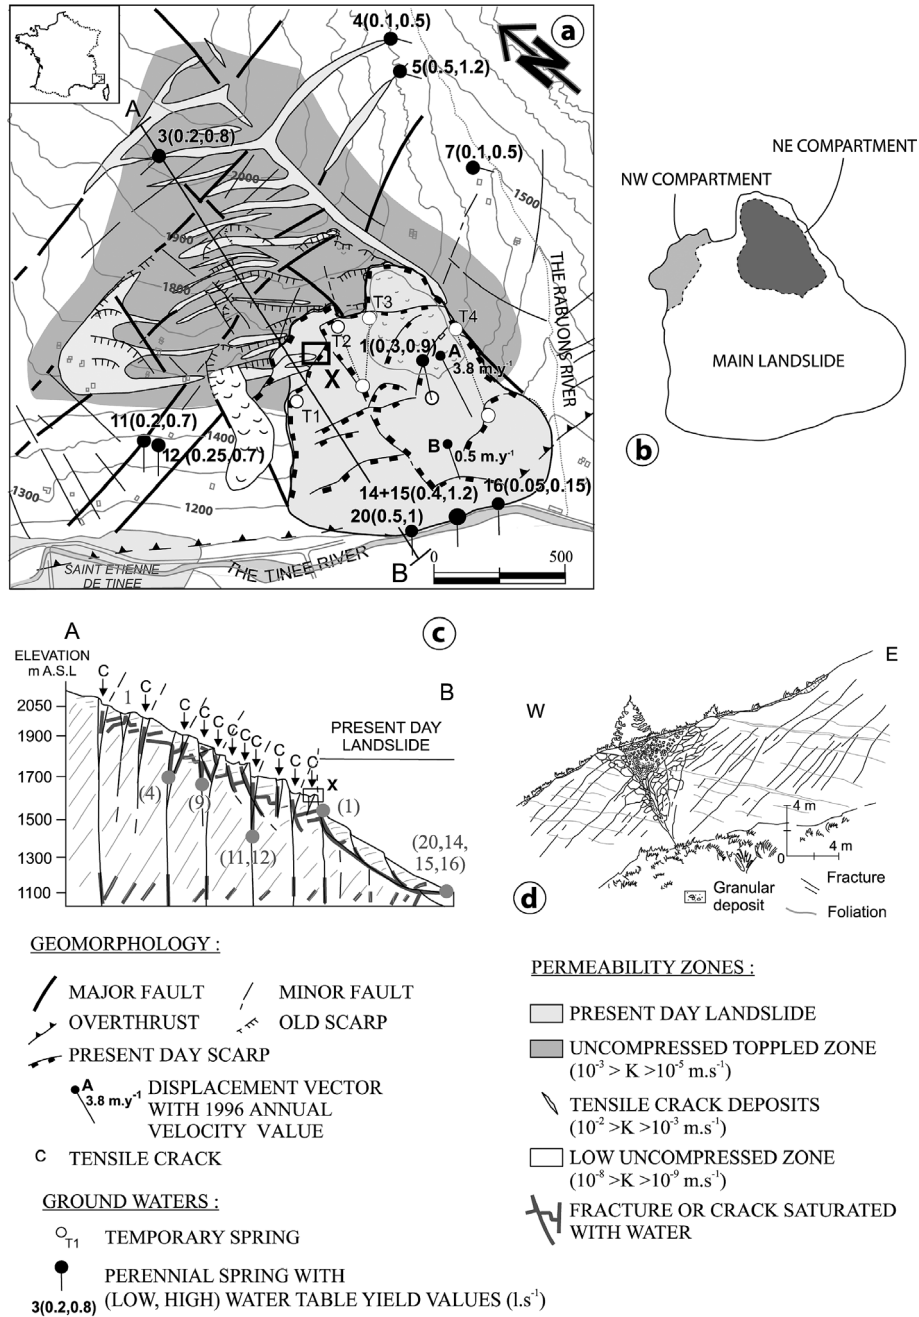 a
4(0.1,0.5)
5(0.5,1.2)
N
A
3(0.2,0.8)
7(0.1,0.5)
2000
1500
1900
1800
THE RABUONS RIVER
T3
T2
T4
1(0.3,0.9)
A
3.8 m.y-1
X
T1
11(0.2,0.7)
12 (0.25,0.7)
1400
B
0.5 m.y-1
1300
1200
14+15(0.4,1.2)
16(0.05,0.15)
20(0.5,1)
SAINT ETIENNE
DE TINEE
THE TINEE RIVER
B
0
500
NE COMPARTMENT
NW COMPARTMENT
MAIN LANDSLIDE
b
A
c
ELEVATION
m A.S.L
B
C
C
C
C
C
C
C
C
C
C
1
2050
1900
1700
1500
1300
1100
PRESENT DAY
LANDSLIDE
X
(4)
(9)
(1)
(11,12)
(20,14,
15,16)
E
W
4 m
0
4 m
d
Granular
deposit
Fracture
Foliation
GEOMORPHOLOGY :
MAJOR FAULT
MINOR FAULT
OVERTHRUST
OLD SCARP
PRESENT DAY SCARP
A
3.8 m.y-1
DISPLACEMENT VECTOR
WITH 1996 ANNUAL
VELOCITY VALUE
C TENSILE CRACK
GROUND WATERS :
T1 TEMPORARY SPRING
PERENNIAL SPRING WITH
3(0.2,0.8) (LOW, HIGH) WATER TABLE YIELD VALUES (l.s-1)
PERMEABILITY ZONES :
PRESENT DAY LANDSLIDE
UNCOMPRESSED TOPPLED ZONE
(10-3 > K >10-5 m.s-1)
TENSILE CRACK DEPOSITS
(10-2 >K >10-3 m.s-1)
LOW UNCOMPRESSED ZONE
(10-8 >K >10-9 m.s-1)
FRACTURE OR CRACK SATURATED
WITH WATER